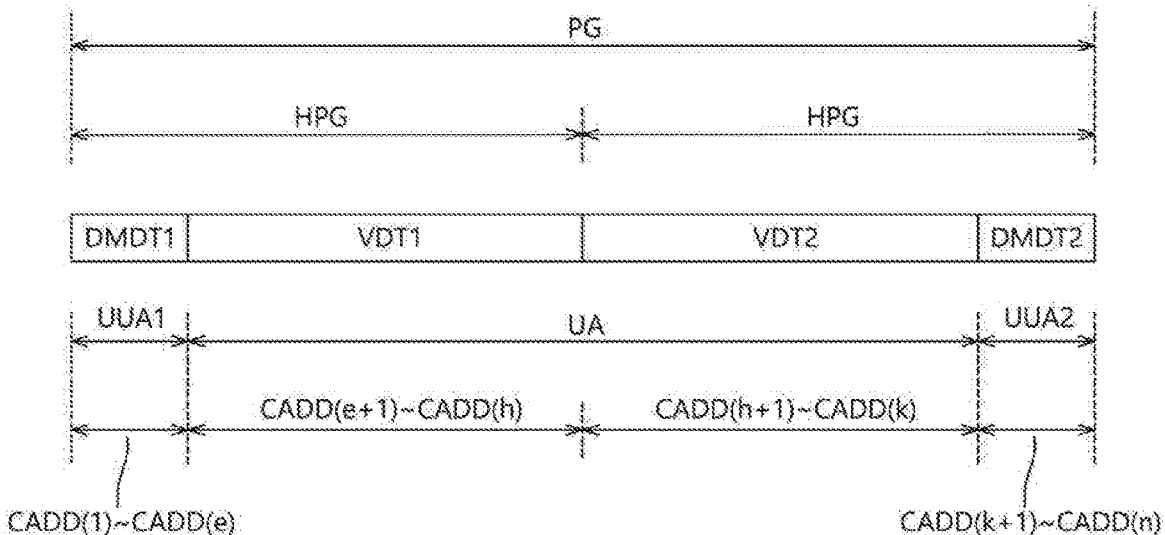 PG
HPG HPG
DMDT1 VDT1 VDT2 DMDT2
UUA1 UA UUA2
CADD(e+1)~CADD(h) CADD(h+1)~CADD(k)
CADD(1)~CADD(e) CADD(k+1)~CADD(n)